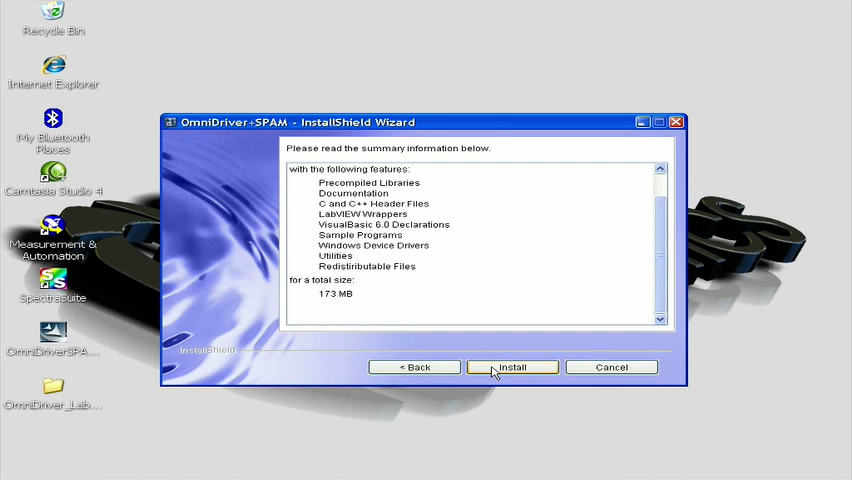 Recycle Bin
Internet Explorer
My Bluetooth
Places
Camtasia Studio 4
Measurement &
Automation
SpectraSuite
OmniDriverSPA...
OmniDriver_Lab...
OmniDriver+SPAM - InstallShield Wizard
Please read the summary information below.
with the following features:
Precompiled Libraries
Documentation
C and C++ Header Files
LabVIEW Wrappers
VisualBasic 6.0 Declarations
Sample Programs
Windows Device Drivers
Utilities
Redistiributable Files
for a total size:
173 MB
InstallShield
< Back
Install
Cancel